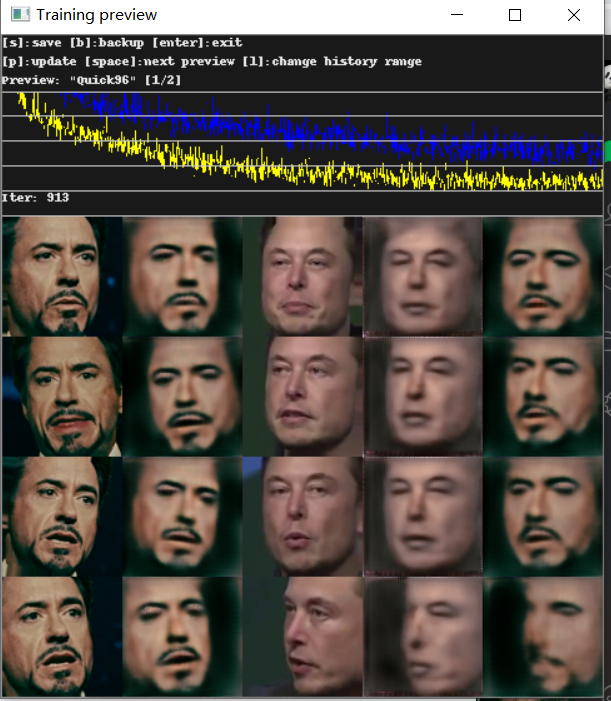 Training preview
[s]:save [b]:backup [enter]:exit
[p]:update [space]:next preview [l]:change history range
Preview: "Quick96" [1/2]
Iter: 913